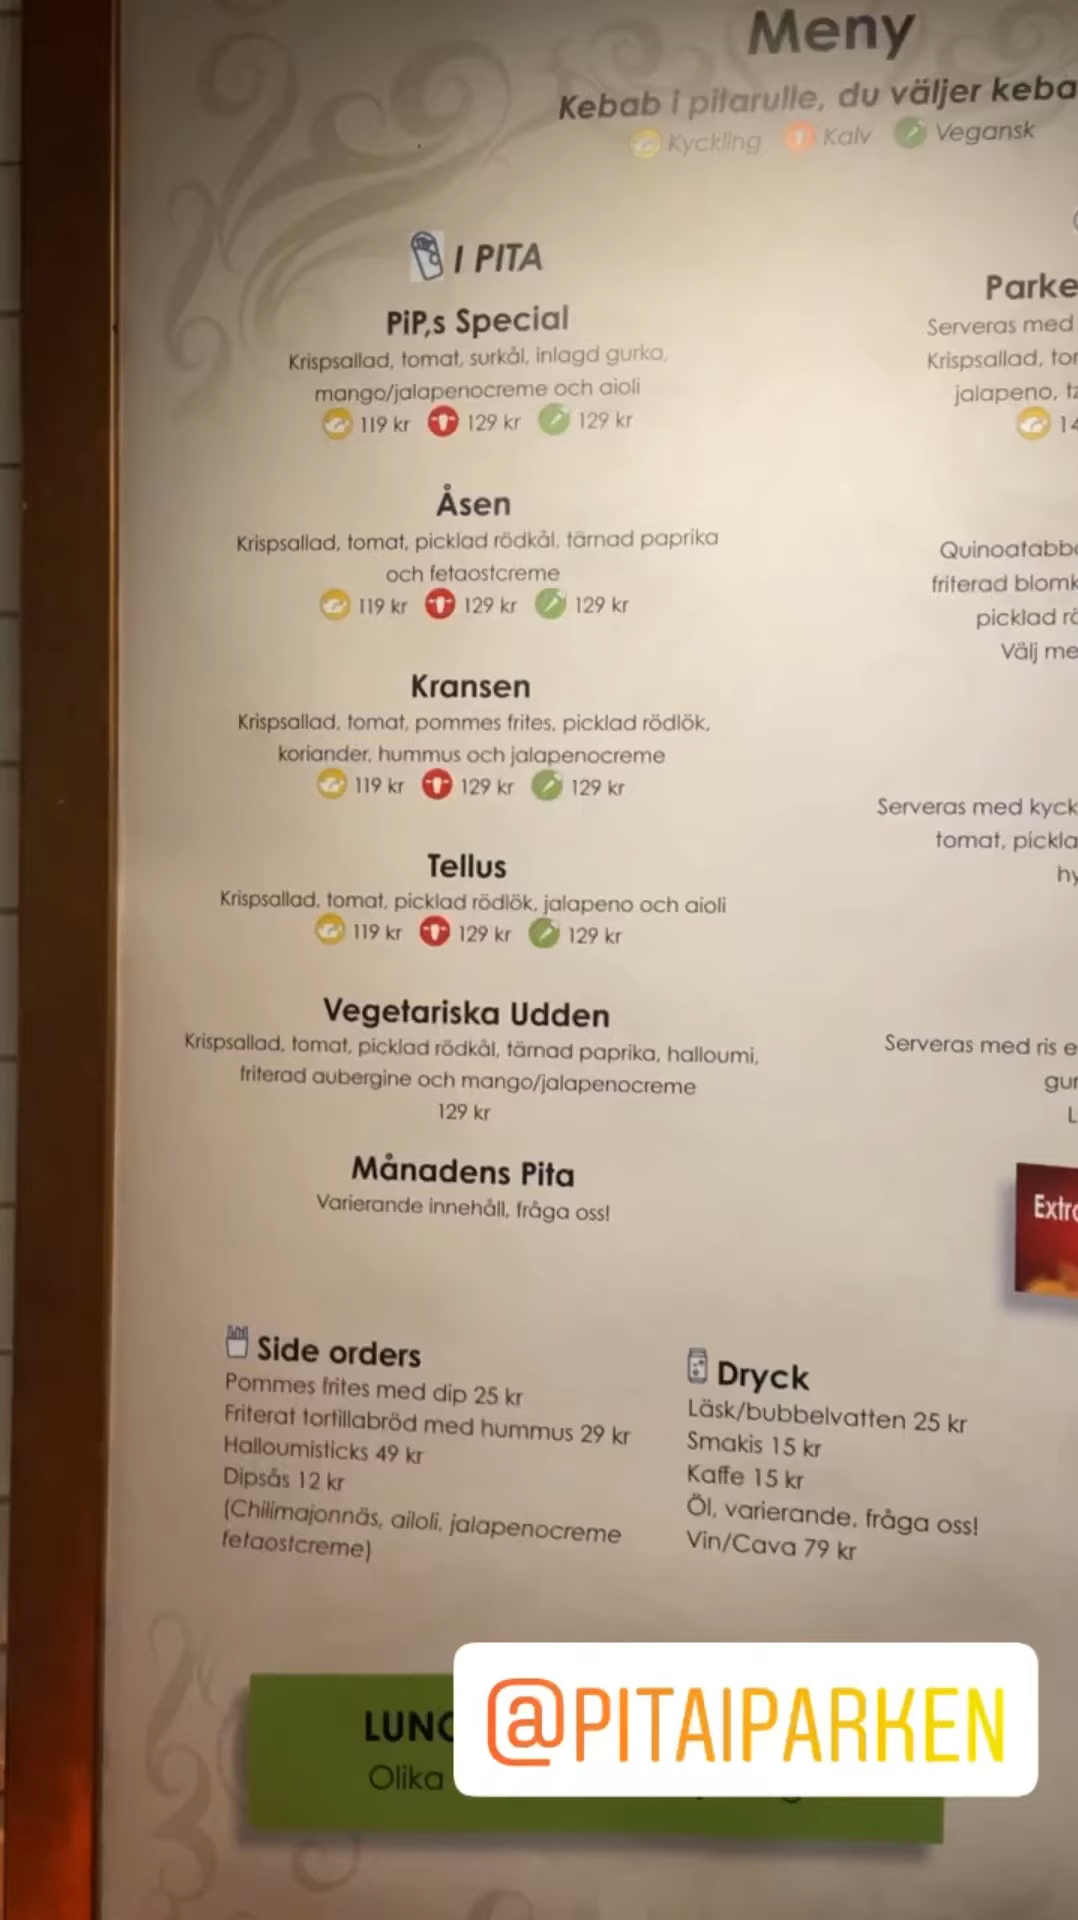 Meny
Kebab i pitarulle, du väljer keba
Kyckling Kalv Vegansk
I PITA
PiP,s Special
Krispsallad, tomat, surkål, inlagd gurka,
mango/jalapenocreme och aioli
119 kr 129 kr 129 kr
Åsen
Krispsallad, tomat, picklad rödkål, tärnad paprika
och fetaostcreme
119 kr 129 kr 129 kr
Kransen
Krispsallad, tomat, pommes frites, picklad rödlök,
koriander, hummus och jalapenocreme
119 kr 129 kr 129 kr
Tellus
Krispsallad, tomat, picklad rödlök, jalapeno och aioli
119 kr 129 kr 129 kr
Vegetariska Udden
Krispsallad, tomat, picklad rödkål, tärnad paprika, halloumi,
friterad aubergine och mango/jalapenocreme
129 kr
Månadens Pita
Varierande innehåll, fråga oss!
Parke
Serveras med
Krispsallad, tor
jalapeno, tz
14
Quinoatabb
friterad blomk
picklad rö
Välj me
Serveras med kyck
tomat, pickla
hy
Serveras med ris e
gur
L
Extra
Side orders
Pommes frites med dip 25 kr
Friterat tortillabröd med hummus 29 kr
Halloumisticks 49 kr
Dipsås 12 kr
(Chilimajonnäs, ailoli, jalapenocreme
fetaostcreme)
Dryck
Läsk/bubbelvatten 25 kr
Smakis 15 kr
Kaffe 15 kr
Öl, varierande, fråga oss!
Vin/Cava 79 kr
LUNC
Olika
@PITAIPARKEN